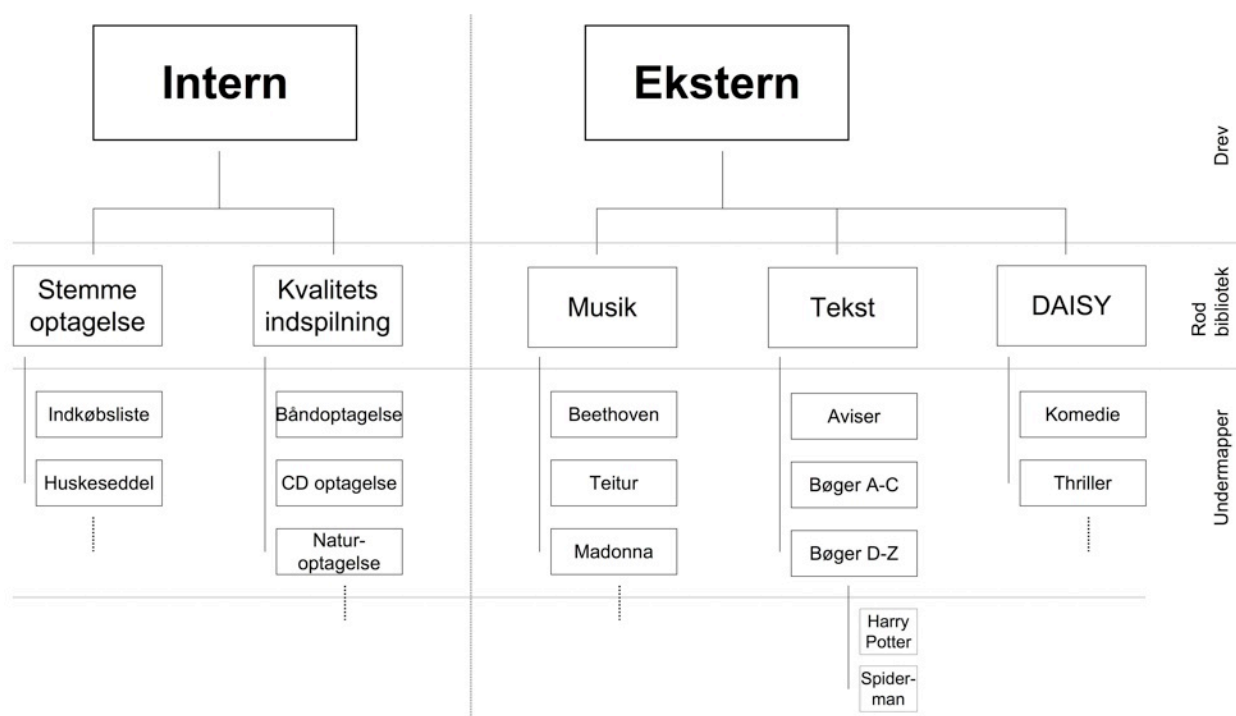 Intern
Ekstern
Drev
Stemme
optagelse
Kvalitets
indspilning
Musik
Tekst
DAISY
Rod
bibliotek
Indkøbsliste
Båndoptagelse
Beethoven
Aviser
Komedie
Huskeseddel
CD optagelse
Teitur
Bøger A-C
Thriller
Natur-
optagelse
Madonna
Bøger D-Z
Undermapper
Harry
Potter
Spider-
man